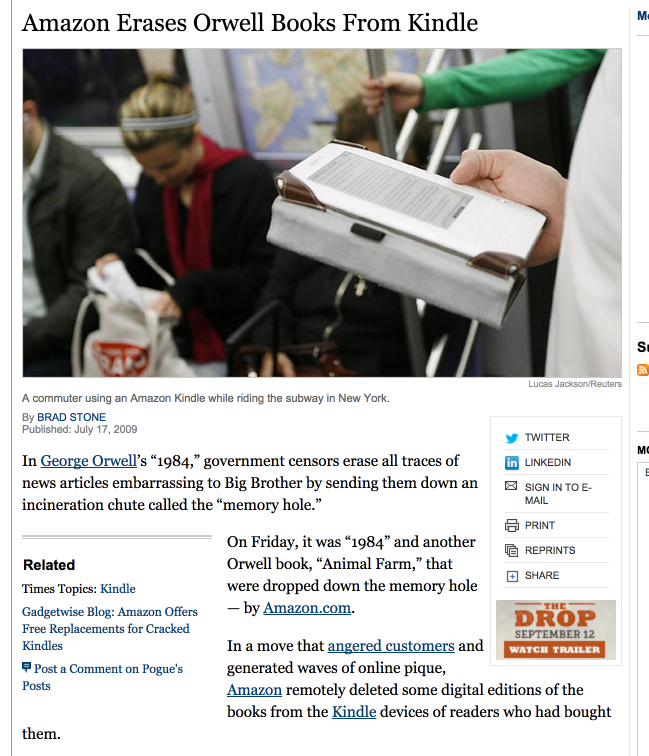 Amazon Erases Orwell Books From Kindle
Lucas Jackson/Reuters
A commuter using an Amazon Kindle while riding the subway in New York.
By BRAD STONE
Published: July 17, 2009
In George Orwell’s “1984,” government censors erase all traces of
news articles embarrassing to Big Brother by sending them down an
incineration chute called the “memory hole.”
TWITTER
LINKEDIN
SIGN IN TO E-
MAIL
PRINT
REPRINTS
SHARE
THE
DROP
SEPTEMBER 12
WATCH TRAILER
Related
Times Topics: Kindle
Gadgetwise Blog: Amazon Offers
Free Replacements for Cracked
Kindles
Post a Comment on Pogue's
Posts
On Friday, it was “1984” and another
Orwell book, “Animal Farm,” that
were dropped down the memory hole
— by Amazon.com.
In a move that angered customers and
generated waves of online pique,
Amazon remotely deleted some digital editions of the
books from the Kindle devices of readers who had bought
them.